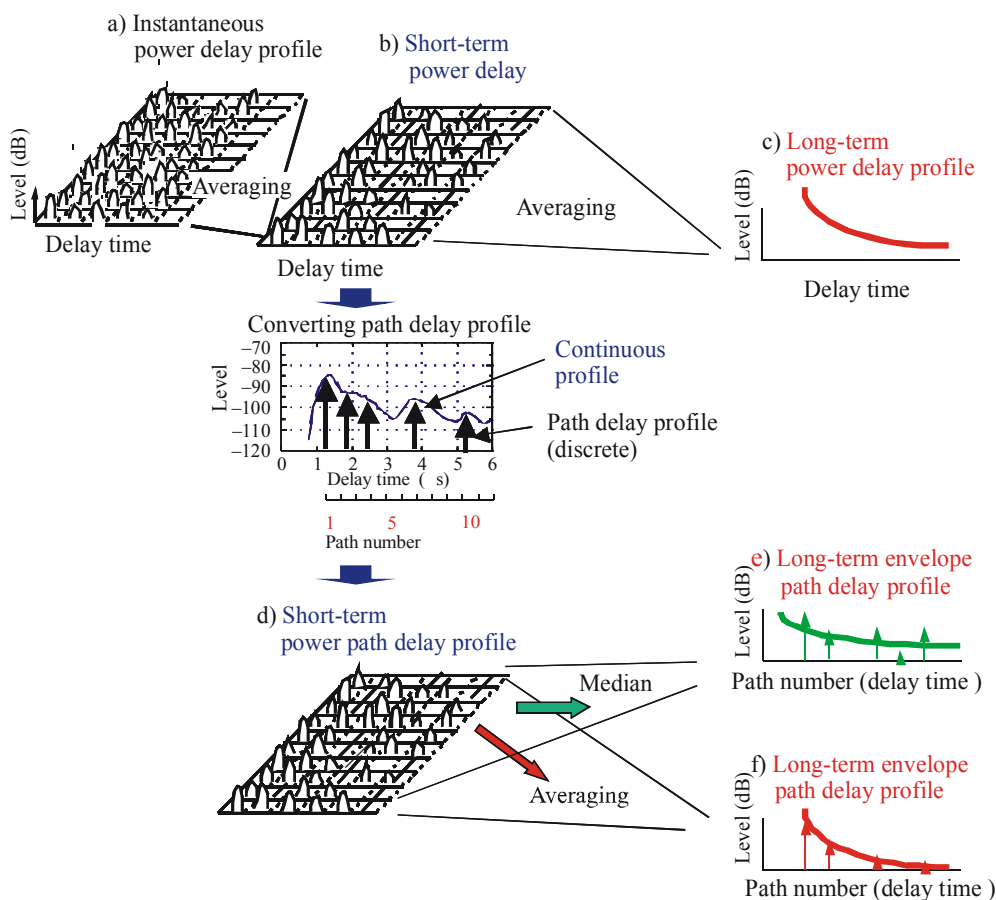 a) Instantaneous
power delay profile
b) Short-term
power delay
c) Long-term
power delay profile
Level (dB)
Averaging
Delay time
Averaging
Delay time
Level (dB)
Delay time
Converting path delay profile
Level
–70
–80
–90
–100
–110
–120
0 1 2 3 4 5 6
Delay time ( s)
Continuous
profile
Path delay profile
(discrete)
1 5 10
Path number
d) Short-term
power path delay profile
Median
Averaging
e) Long-term envelope
path delay profile
Level (dB)
Path number (delay time )
f) Long-term envelope
path delay profile
Level (dB)
Path number (delay time )